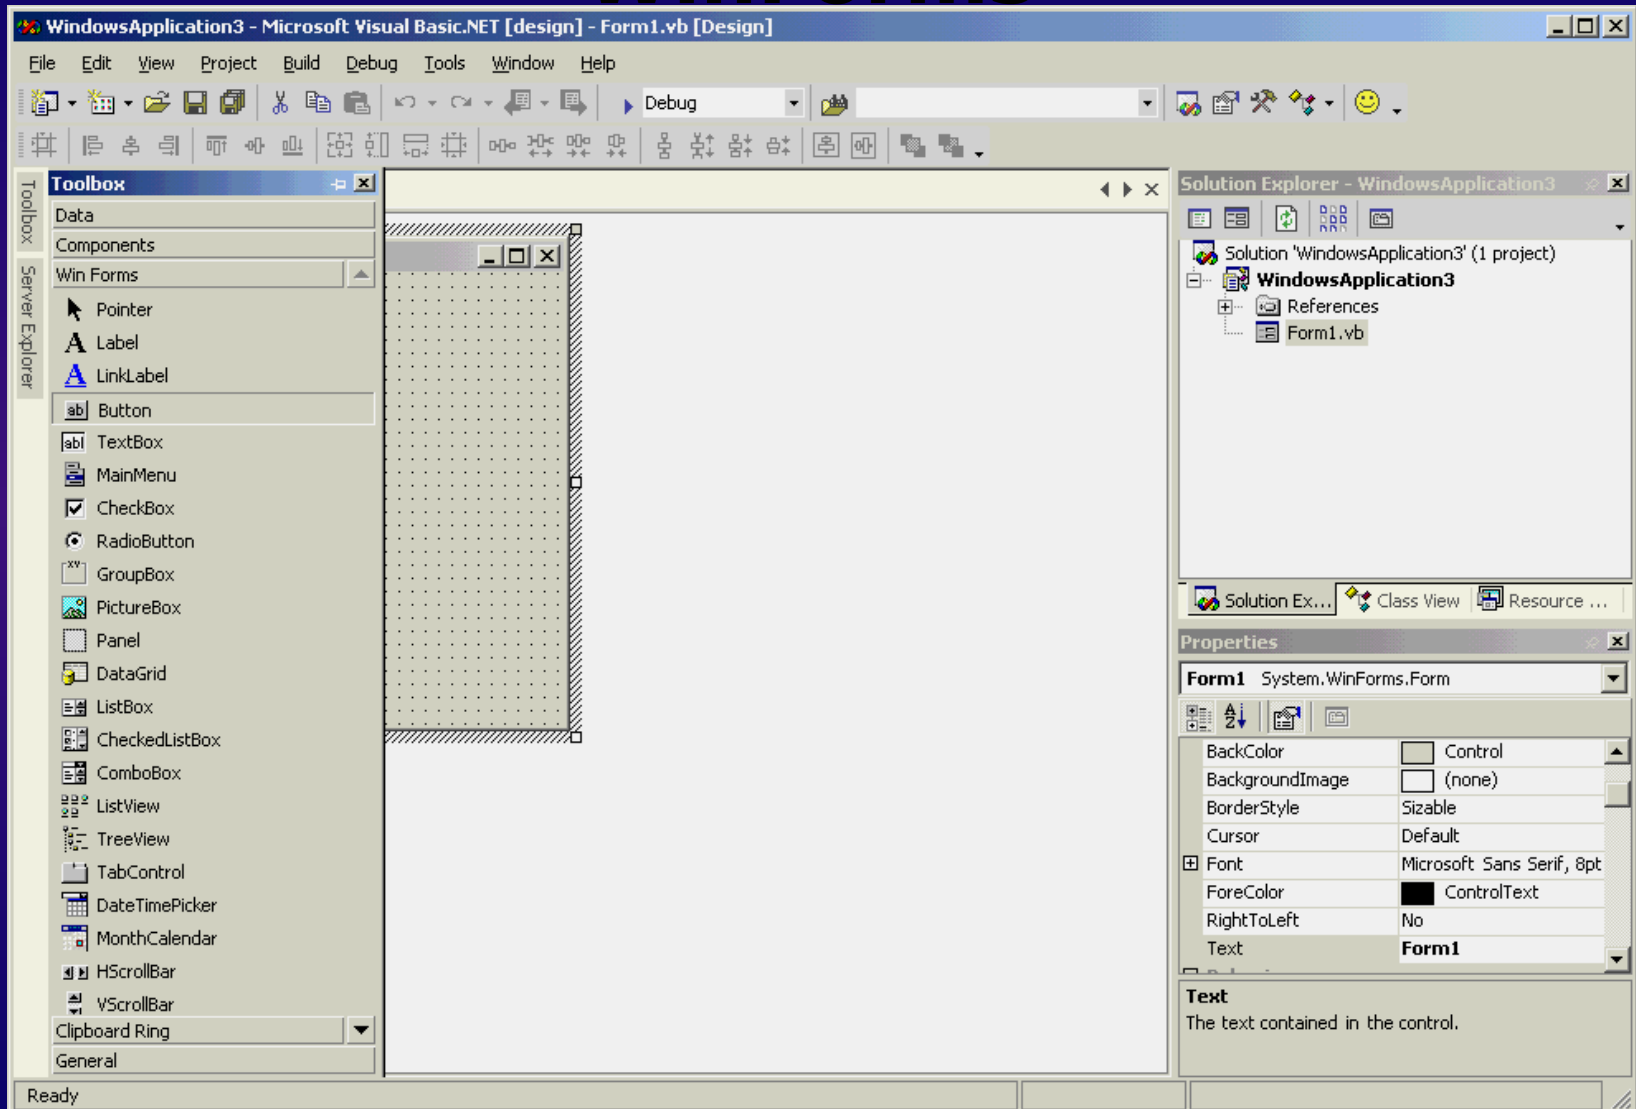 WindowsApplication3 - Microsoft Visual Basic.NET [design] - Form1.vb [Design]
File Edit View Project Build Debug Tools Window Help
Debug
Toolbox
Server Explorer
Toolbox
Data
Components
Win Forms
Pointer
Label
LinkLabel
Button
TextBox
MainMenu
CheckBox
RadioButton
GroupBox
PictureBox
Panel
DataGrid
ListBox
CheckedListBox
ComboBox
ListView
TreeView
TabControl
DateTimePicker
MonthCalendar
HScrollBar
VScrollBar
Clipboard Ring
General
Solution Explorer - WindowsApplication3
Solution 'WindowsApplication3' (1 project)
WindowsApplication3
References
Form1.vb
Solution Ex... Class View Resource ...
Properties
Form1 System.WinForms.Form
BackColor Control
BackgroundImage (none)
BorderStyle Sizable
Cursor Default
Font Microsoft Sans Serif, 8pt
ForeColor ControlText
RightToLeft No
Text Form1
Text
The text contained in the control.
Ready